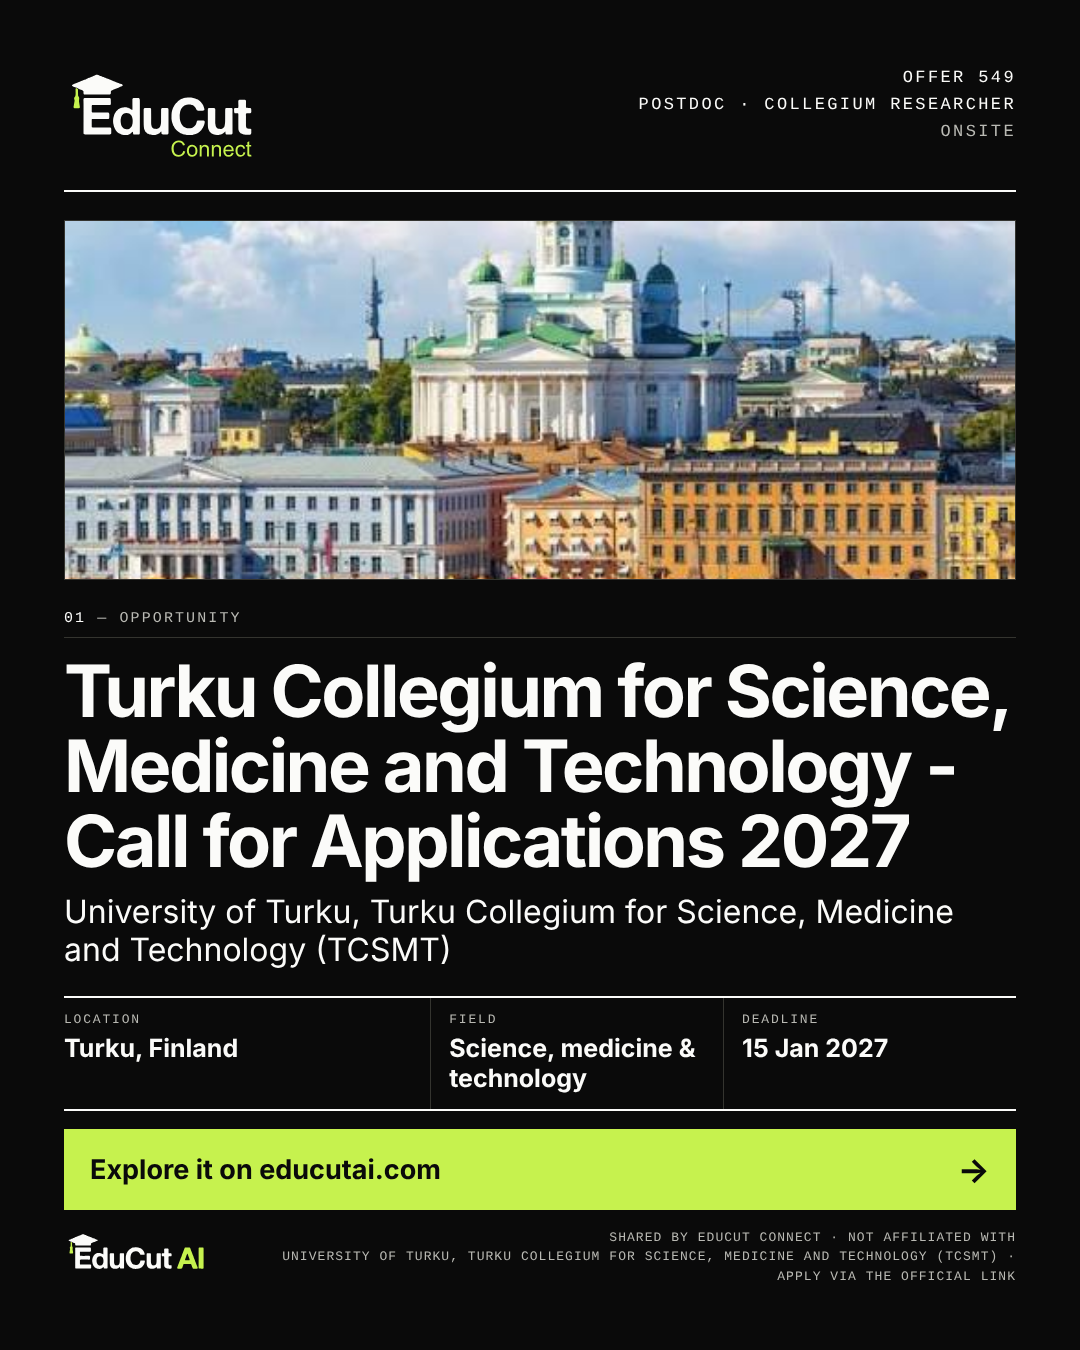 EduCut
Connect
OFFER 549
POSTDOC · COLLEGIUM RESEARCHER
ONSITE
01 — OPPORTUNITY
Turku Collegium for Science,
Medicine and Technology -
Call for Applications 2027
University of Turku, Turku Collegium for Science, Medicine
and Technology (TCSMT)
LOCATION
Turku, Finland
FIELD
Science, medicine &
technology
DEADLINE
15 Jan 2027
Explore it on educutai.com
EduCut AI
SHARED BY EDUCUT CONNECT · NOT AFFILIATED WITH
UNIVERSITY OF TURKU, TURKU COLLEGIUM FOR SCIENCE, MEDICINE AND TECHNOLOGY (TCSMT) ·
APPLY VIA THE OFFICIAL LINK